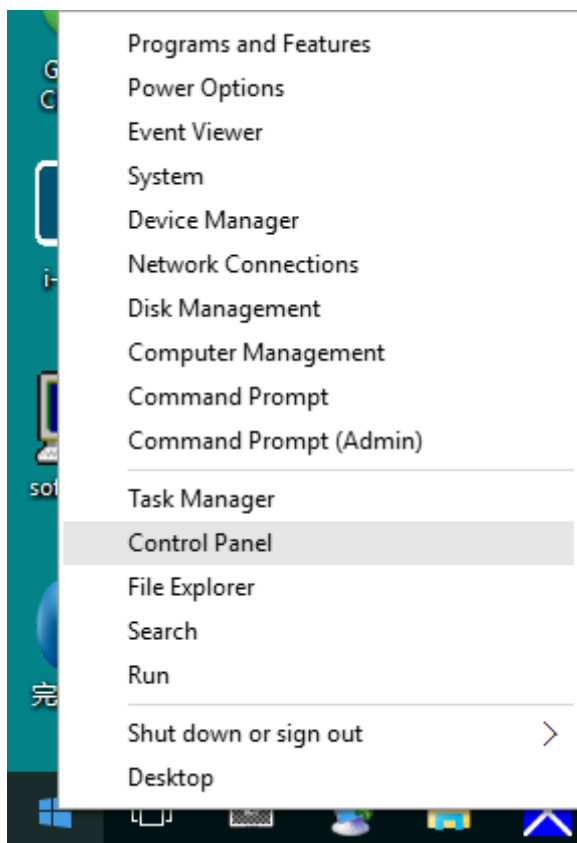 Programs and Features
Power Options
Event Viewer
System
Device Manager
Network Connections
Disk Management
Computer Management
Command Prompt
Command Prompt (Admin)
Task Manager
Control Panel
File Explorer
Search
Run
Shut down or sign out
Desktop